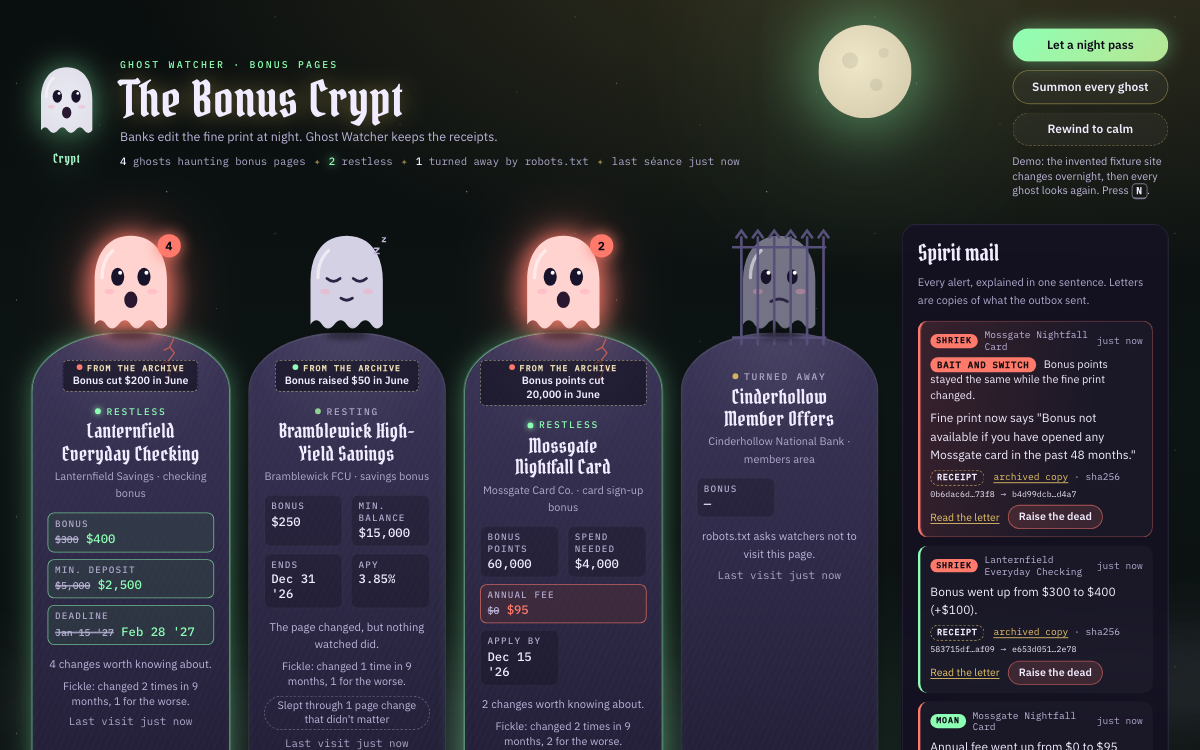 GHOST WATCHER · BONUS PAGES
The Bonus Crypt
Banks edit the fine print at night. Ghost Watcher keeps the receipts.
4 ghosts haunting bonus pages ✦ 2 restless ✦ 1 turned away by robots.txt ✦ last séance just now
Crypt
Let a night pass
Summon every ghost
Rewind to calm
Demo: the invented fixture site
changes overnight, then every
ghost looks again. Press N.
4
FROM THE ARCHIVE
Bonus cut $200 in June
RESTLESS
Lanternfield
Everyday Checking
Lanternfield Savings · checking
bonus
BONUS
$300 $400
MIN. DEPOSIT
$5,000 $2,500
DEADLINE
Jan 15 '27 Feb 28 '27
4 changes worth knowing about.
Fickle: changed 2 times in 9
months, 1 for the worse.
Last visit just now
z
z
FROM THE ARCHIVE
Bonus raised $50 in June
RESTING
Bramblewick High-
Yield Savings
Bramblewick FCU · savings bonus
BONUS
$250
MIN.
BALANCE
$15,000
ENDS
Dec 31
'26
APY
3.85%
The page changed, but nothing
watched did.
Fickle: changed 1 time in 9
months, 1 for the worse.
Slept through 1 page change
that didn't matter
Last visit just now
2
FROM THE ARCHIVE
Bonus points cut
20,000 in June
RESTLESS
Mossgate
Nightfall Card
Mossgate Card Co. · card sign-up
bonus
BONUS
POINTS
60,000
SPEND
NEEDED
$4,000
ANNUAL FEE
$0 $95
APPLY BY
Dec 15
'26
2 changes worth knowing about.
Fickle: changed 2 times in 9
months, 2 for the worse.
TURNED AWAY
Cinderhollow
Member Offers
Cinderhollow National Bank ·
members area
BONUS
—
robots.txt asks watchers not to
visit this page.
Last visit just now
Spirit mail
Every alert, explained in one sentence. Letters
are copies of what the outbox sent.
SHRIEK Mossgate Nightfall
Card just now
BAIT AND SWITCH Bonus points
stayed the same while the fine print
changed.
Fine print now says "Bonus not
available if you have opened any
Mossgate card in the past 48 months."
RECEIPT archived copy · sha256
0b6dac6d…73f8 → b4d99dcb…d4a7
Read the letter Raise the dead
SHRIEK Lanternfield
Everyday Checking just now
Bonus went up from $300 to $400
(+$100).
RECEIPT archived copy · sha256
583715df…af09 → e653d051…2e78
Read the letter Raise the dead
MOAN Mossgate Nightfall
Card just now
Annual fee went up from $0 to $95